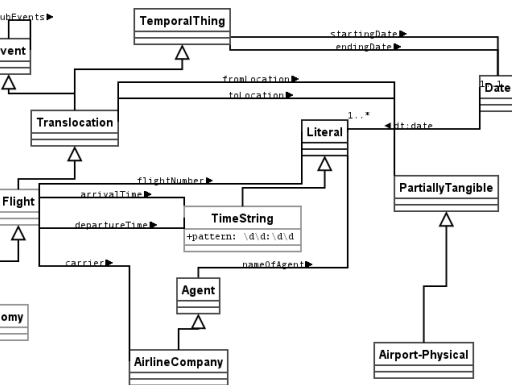 ubEvents
TemporalThing
startingDate
endingDate
vent
fromLocation
toLocation
Date
Translocation
1..*
Literal
dt:date
flightNumber
PartiallyTangible
arrivalTime
Flight
TimeString
departureTime
+pattern: \d\d:\d\d
carrier
nameOfAgent
Agent
omy
AirlineCompany
Airport-Physical